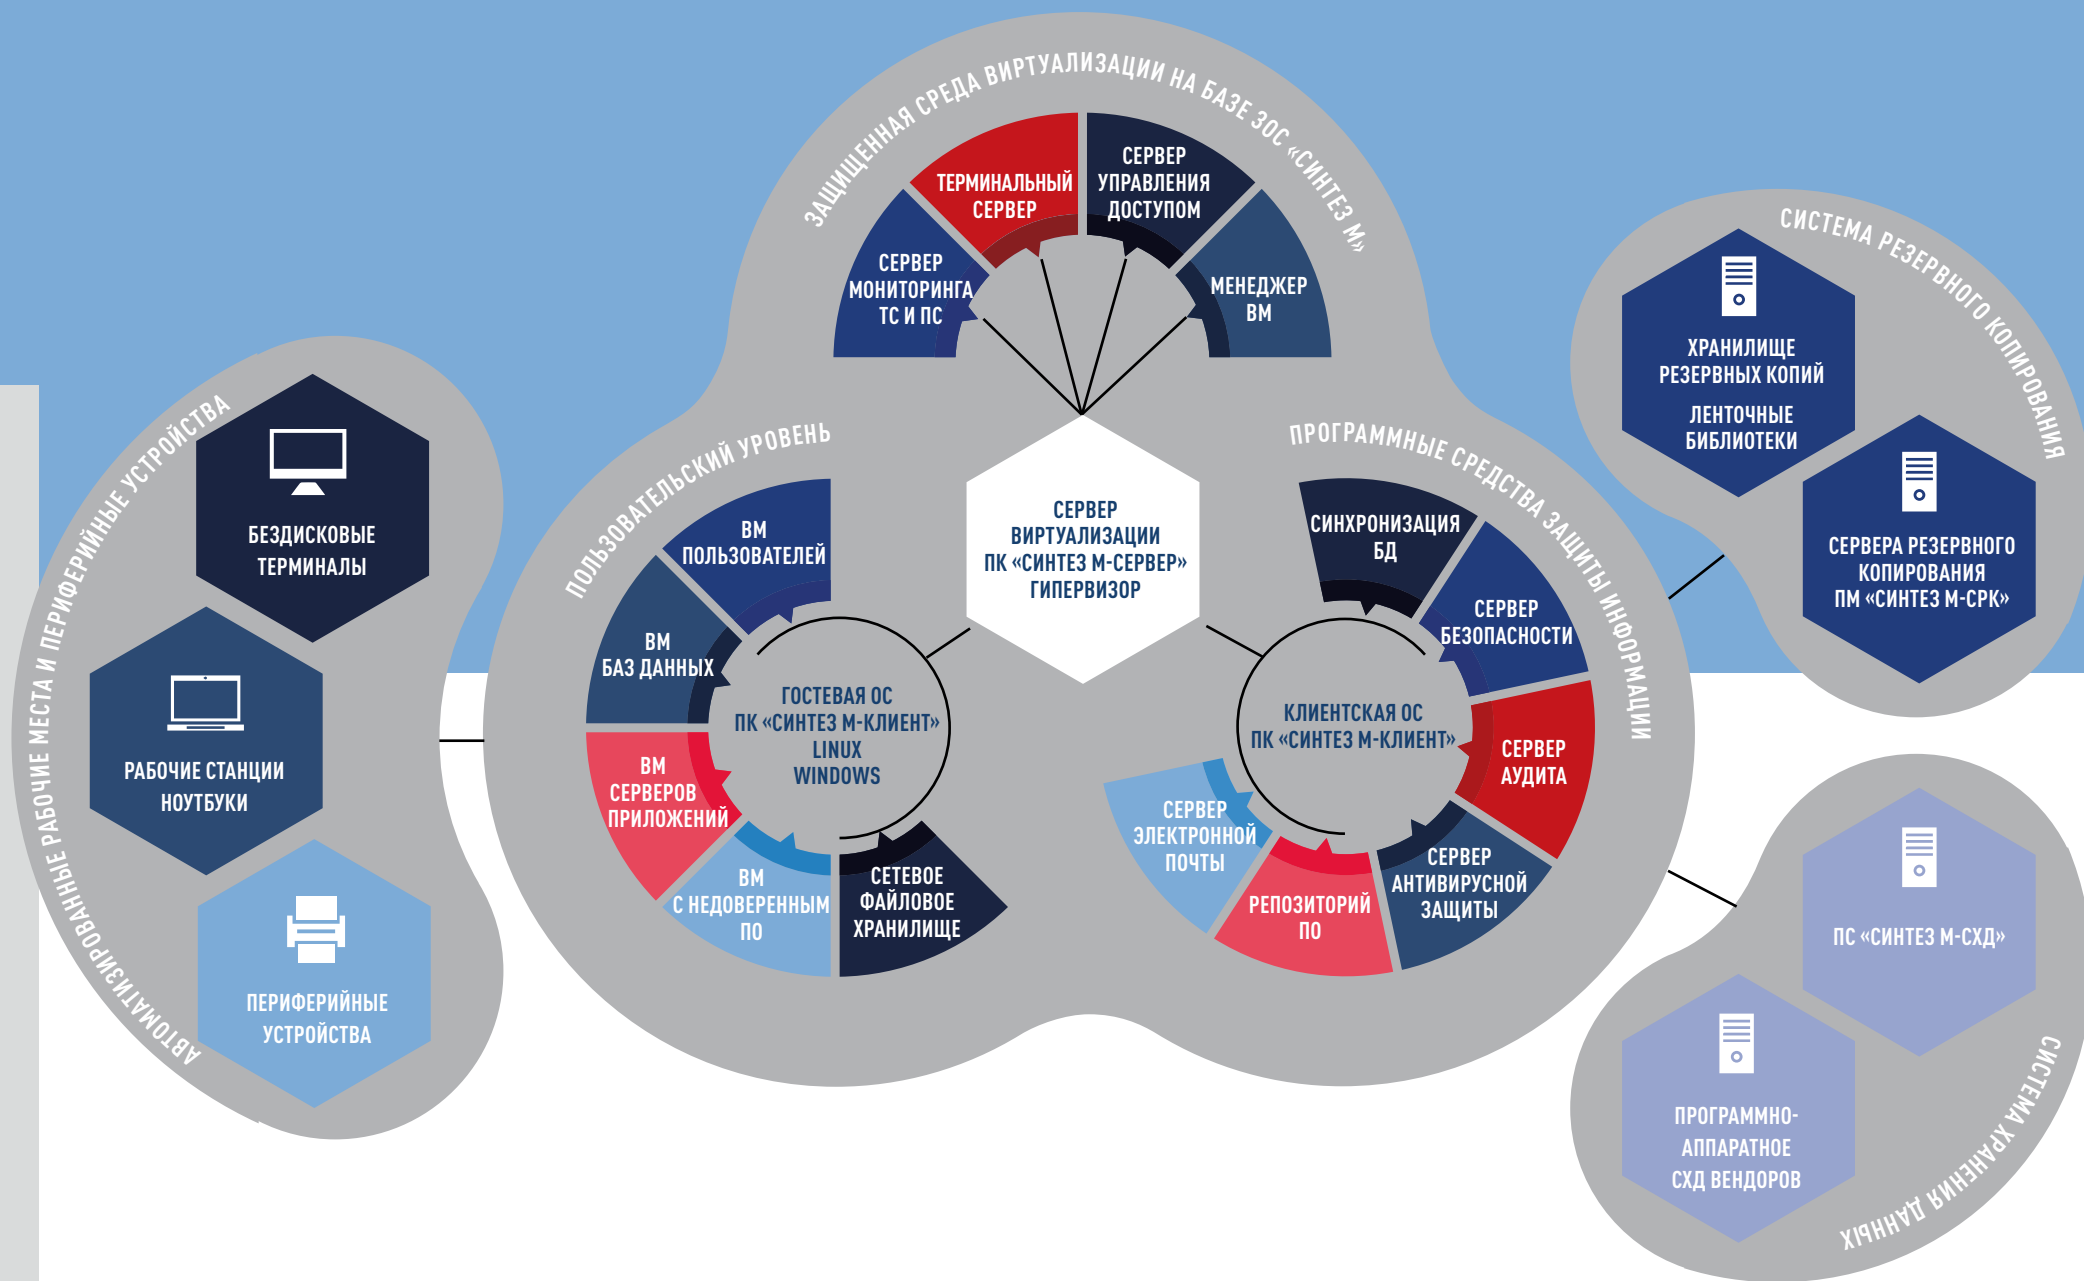 ЗАЩИЩЕННАЯ СРЕДА ВИРТУАЛИЗАЦИИ НА БАЗЕ ЗОС «СИНТЕЗ М»
СЕРВЕР
МОНИТОРИНГА
ТС И ПС
ТЕРМИНАЛЬНЫЙ
СЕРВЕР
СЕРВЕР
УПРАВЛЕНИЯ
ДОСТУПОМ
МЕНЕДЖЕР
ВМ
АВТОМАТИЗИРОВАННЫЕ РАБОЧИЕ МЕСТА И ПЕРИФЕРИЙНЫЕ УСТРОЙСТВА
БЕЗДИСКОВЫЕ
ТЕРМИНАЛЫ
РАБОЧИЕ СТАНЦИИ
НОУТБУКИ
ПЕРИФЕРИЙНЫЕ
УСТРОЙСТВА
ПОЛЬЗОВАТЕЛЬСКИЙ УРОВЕНЬ
ВМ
ПОЛЬЗОВАТЕЛЕЙ
ВМ
БАЗ ДАННЫХ
ВМ
СЕРВЕРОВ
ПРИЛОЖЕНИЙ
ВМ
С НЕДОВЕРЕННЫМ
ПО
СЕТЕВОЕ
ФАЙЛОВОЕ
ХРАНИЛИЩЕ
ГОСТЕВАЯ ОС
ПК «СИНТЕЗ М-КЛИЕНТ»
LINUX
WINDOWS
СЕРВЕР
ВИРТУАЛИЗАЦИИ
ПК «СИНТЕЗ М-СЕРВЕР»
ГИПЕРВИЗОР
ПРОГРАММНЫЕ СРЕДСТВА ЗАЩИТЫ ИНФОРМАЦИИ
СИНХРОНИЗАЦИЯ
БД
СЕРВЕР
БЕЗОПАСНОСТИ
СЕРВЕР
АУДИТА
СЕРВЕР
АНТИВИРУСНОЙ
ЗАЩИТЫ
РЕПОЗИТОРИЙ
ПО
СЕРВЕР
ЭЛЕКТРОННОЙ
ПОЧТЫ
КЛИЕНТСКАЯ ОС
ПК «СИНТЕЗ М-КЛИЕНТ»
СИСТЕМА РЕЗЕРВНОГО КОПИРОВАНИЯ
ХРАНИЛИЩЕ
РЕЗЕРВНЫХ КОПИЙ
ЛЕНТОЧНЫЕ
БИБЛИОТЕКИ
СЕРВЕРА РЕЗЕРВНОГО
КОПИРОВАНИЯ
ПМ «СИНТЕЗ М-СРК»
ПС «СИНТЕЗ М-СХД»
ПРОГРАММНО-
АППАРАТНОЕ
СХД ВЕНДОРОВ
СИСТЕМА ХРАНЕНИЯ ДАННЫХ